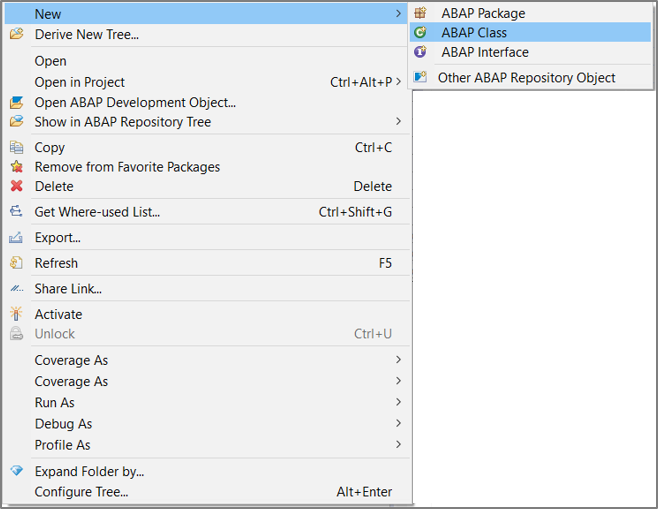 New
Derive New Tree...
Open
Open in Project Ctrl+Alt+P
Open ABAP Development Object...
Show in ABAP Repository Tree
Copy Ctrl+C
Remove from Favorite Packages
Delete Delete
Get Where-used List... Ctrl+Shift+G
Export...
Refresh F5
Share Link...
Activate
Unlock Ctrl+U
Coverage As
Coverage As
Run As
Debug As
Profile As
Expand Folder by...
Configure Tree... Alt+Enter
ABAP Package
ABAP Class
ABAP Interface
Other ABAP Repository Object